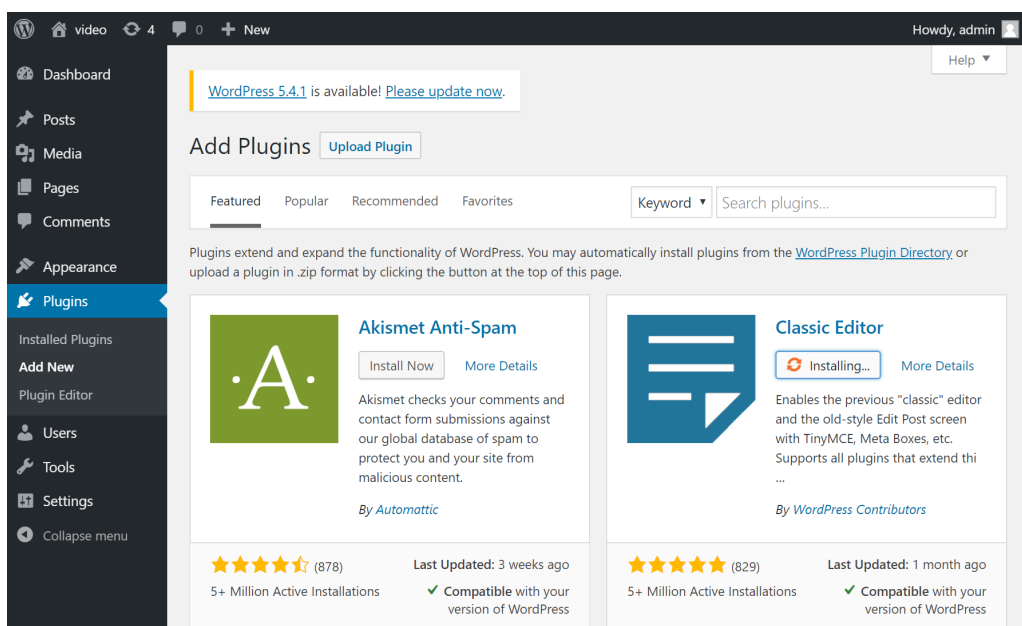 video 4 0 + New Howdy, admin
Help ▼
Dashboard
Posts
Media
Pages
Comments
Appearance
Plugins
Installed Plugins
Add New
Plugin Editor
Users
Tools
Settings
Collapse menu
WordPress 5.4.1 is available! Please update now.
Add Plugins Upload Plugin
Featured Popular Recommended Favorites Keyword ▼ Search plugins...
Plugins extend and expand the functionality of WordPress. You may automatically install plugins from the WordPress Plugin Directory or
upload a plugin in .zip format by clicking the button at the top of this page.
A
Akismet Anti-Spam
Install Now More Details
Akismet checks your comments and
contact form submissions against
our global database of spam to
protect you and your site from
malicious content.
By Automattic
(878)
5+ Million Active Installations
Last Updated: 3 weeks ago
✔ Compatible with your
version of WordPress
Classic Editor
Installing... More Details
Enables the previous "classic" editor
and the old-style Edit Post screen
with TinyMCE, Meta Boxes, etc.
Supports all plugins that extend thi
...
By WordPress Contributors
(829)
5+ Million Active Installations
Last Updated: 1 month ago
✔ Compatible with your
version of WordPress